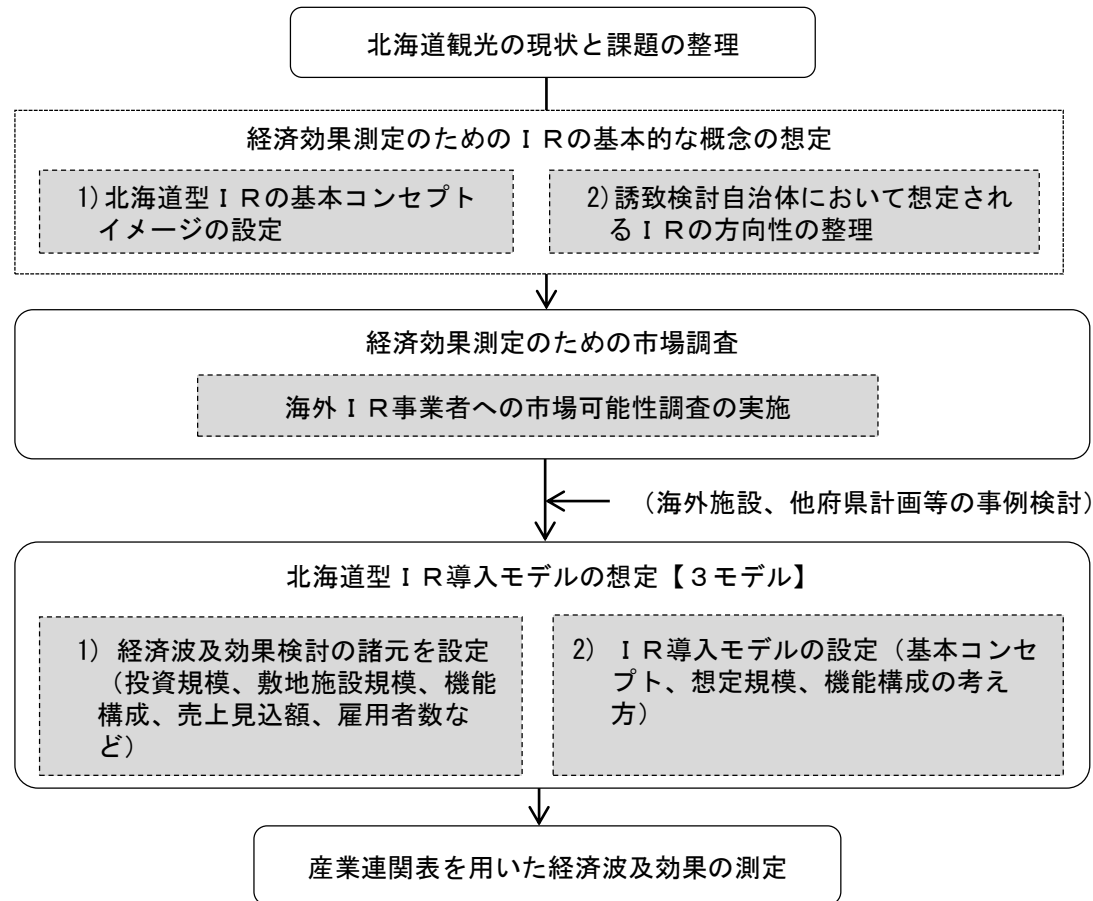 北海道観光の現状と課題の整理
経済効果測定のためのＩＲの基本的な概念の想定
1)北海道型ＩＲの基本コンセプト
イメージの設定
2)誘致検討自治体において想定され
るＩＲの方向性の整理
経済効果測定のための市場調査
海外ＩＲ事業者への市場可能性調査の実施
（海外施設、他府県計画等の事例検討）
北海道型ＩＲ導入モデルの想定【３モデル】
1) 経済波及効果検討の諸元を設定
（投資規模、敷地施設規模、機能
構成、売上見込額、雇用者数な
ど）
2) ＩＲ導入モデルの設定（基本コンセ
プト、想定規模、機能構成の考え
方）
産業連関表を用いた経済波及効果の測定